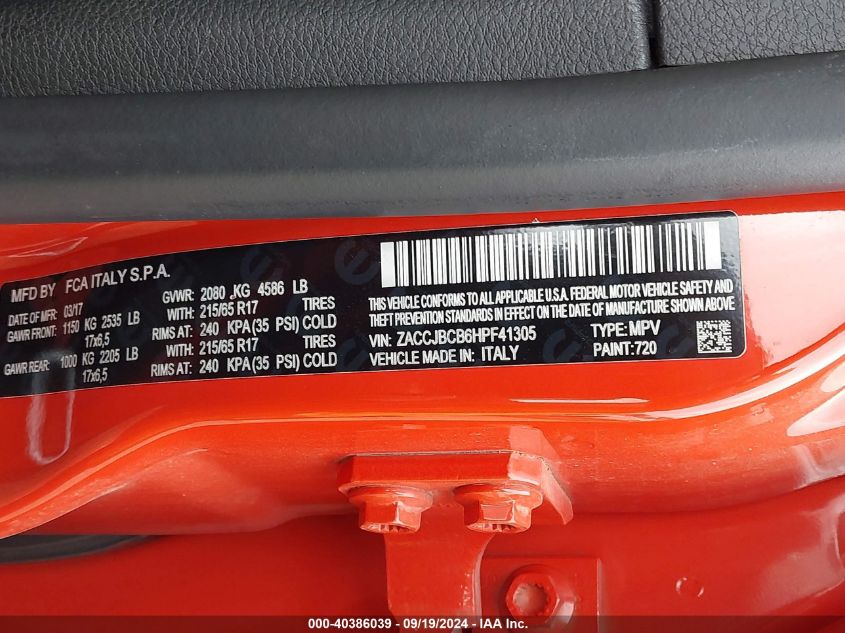 MFD BY FCA ITALY S.P.A.
DATE OF MFR 03/17 GVWR: 2080 KG 4586 LB
GAWR FRONT: 1150 KG 2535 LB WITH: 215/65 R17 TIRES
17x6,5 RIMS AT: 240 KPA(35 PSI) COLD
GAWR REAR: 1000 KG 2205 LB WITH: 215/65 R17 TIRES
17x6,5 RIMS AT: 240 KPA(35 PSI) COLD
THIS VEHICLE CONFORMS TO ALL APPLICABLE U.S.A. FEDERAL MOTOR VEHICLE SAFETY, BUMPER, AND THEFT
PREVENTION STANDARDS IN EFFECT ON THE DATE OF MANUFACTURE SHOWN ABOVE.
VIN: ZACCJBCB6HPF41305 TYPE: MPV
VEHICLE MADE IN: ITALY PAINT: 720
000-40386039 - 09/19/2024 - IAA Inc.